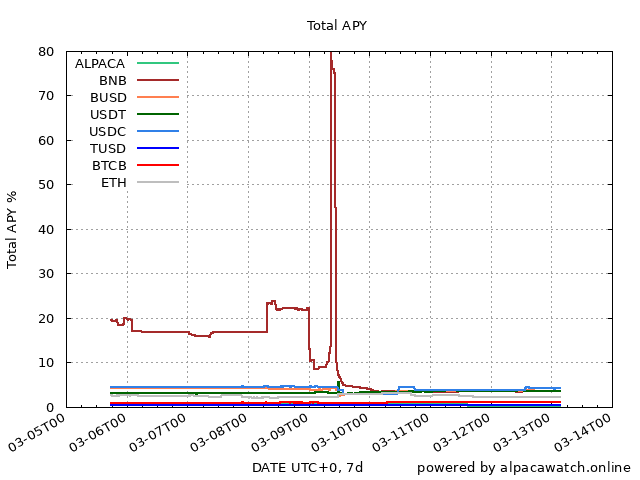 Total APY
80
70
60
50
40
30
20
10
0
Total APY %
ALPACA
BNB
BUSD
USDT
USDC
TUSD
BTCB
ETH
03-05T00
03-06T00
03-07T00
03-08T00
03-09T00
03-10T00
03-11T00
03-12T00
03-13T00
03-14T00
DATE UTC+0, 7d
powered by alpacawatch.online